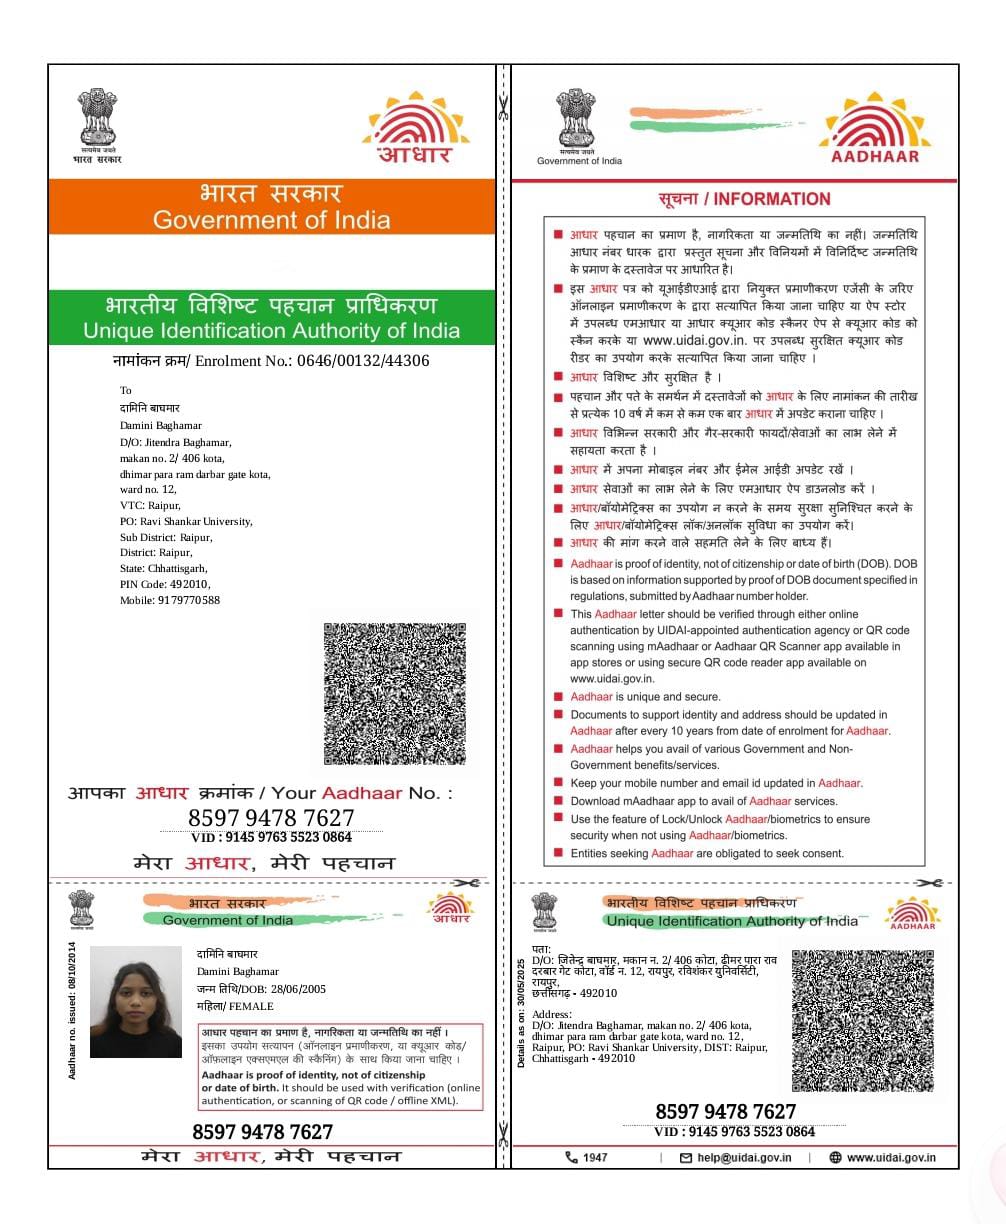 सत्यमेव जयते
भारत सरकार
आधार
भारत सरकार
Government of India
भारतीय विशिष्ट पहचान प्राधिकरण
Unique Identification Authority of India
नामांकन क्रम/ Enrolment No.: 0646/00132/44306
To
दामिनि बाघमार
Damini Baghamar
D/O: Jitendra Baghamar,
makan no. 2/ 406 kota,
dhimar para ram darbar gate kota,
ward no. 12,
VTC: Raipur,
PO: Ravi Shankar University,
Sub District: Raipur,
District: Raipur,
State: Chhattisgarh,
PIN Code: 492010,
Mobile: 9179770588
आपका आधार क्रमांक / Your Aadhaar No. :
8597 9478 7627
VID : 9145 9763 5523 0864
मेरा आधार, मेरी पहचान
सत्यमेव जयते
Government of India
AADHAAR
सूचना / INFORMATION
आधार पहचान का प्रमाण है, नागरिकता या जन्मतिथि का नहीं। जन्मतिथि
आधार नंबर धारक द्वारा प्रस्तुत सूचना और विनियमों में विनिर्दिष्ट जन्मतिथि
के प्रमाण के दस्तावेज पर आधारित है।
इस आधार पत्र को यूआईडीएआई द्वारा नियुक्त प्रमाणीकरण एजेंसी के जरिए
ऑनलाइन प्रमाणीकरण के द्वारा सत्यापित किया जाना चाहिए या ऐप स्टोर
में उपलब्ध एमआधार या आधार क्यूआर कोड स्कैनर ऐप से क्यूआर कोड को
स्कैन करके या www.uidai.gov.in. पर उपलब्ध सुरक्षित क्यूआर कोड
रीडर का उपयोग करके सत्यापित किया जाना चाहिए ।
आधार विशिष्ट और सुरक्षित है ।
पहचान और पते के समर्थन में दस्तावेजों को आधार के लिए नामांकन की तारीख
से प्रत्येक 10 वर्ष में कम से कम एक बार आधार में अपडेट कराना चाहिए ।
आधार विभिन्न सरकारी और गैर-सरकारी फायदों/सेवाओं का लाभ लेने में
सहायता करता है ।
आधार में अपना मोबाइल नंबर और ईमेल आईडी अपडेट रखें ।
आधार सेवाओं का लाभ लेने के लिए एमआधार ऐप डाउनलोड करें ।
आधार/बॉयोमेट्रिक्स का उपयोग न करने के समय सुरक्षा सुनिश्चित करने के
लिए आधार/बॉयोमेट्रिक्स लॉक/अनलॉक सुविधा का उपयोग करें।
आधार की मांग करने वाले सहमति लेने के लिए बाध्य हैं।
Aadhaar is proof of identity, not of citizenship or date of birth (DOB). DOB
is based on information supported by proof of DOB document specified in
regulations, submitted by Aadhaar number holder.
This Aadhaar letter should be verified through either online
authentication by UIDAI-appointed authentication agency or QR code
scanning using mAadhaar or Aadhaar QR Scanner app available in
app stores or using secure QR code reader app available on
www.uidai.gov.in.
Aadhaar is unique and secure.
Documents to support identity and address should be updated in
Aadhaar after every 10 years from date of enrolment for Aadhaar.
Aadhaar helps you avail of various Government and Non-
Government benefits/services.
Keep your mobile number and email id updated in Aadhaar.
Download mAadhaar app to avail of Aadhaar services.
Use the feature of Lock/Unlock Aadhaar/biometrics to ensure
security when not using Aadhaar/biometrics.
Entities seeking Aadhaar are obligated to seek consent.
भारत सरकार
Government of India
आधार
Aadhaar no. issued: 08/10/2014
दामिनि बाघमार
Damini Baghamar
जन्म तिथि/DOB: 28/06/2005
महिला/ FEMALE
आधार पहचान का प्रमाण है, नागरिकता या जन्मतिथि का नहीं ।
इसका उपयोग सत्यापन (ऑनलाइन प्रमाणीकरण, या क्यूआर कोड/
ऑफलाइन एक्सएमएल की स्कैनिंग) के साथ किया जाना चाहिए ।
Aadhaar is proof of identity, not of citizenship
or date of birth. It should be used with verification (online
authentication, or scanning of QR code / offline XML).
8597 9478 7627
मेरा आधार, मेरी पहचान
भारतीय विशिष्ट पहचान प्राधिकरण
Unique Identification Authority of India
AADHAAR
Details as on: 30/05/2025
पता:
D/O: जितेन्द्र बाघमार, मकान न. 2/ 406 कोटा, ढ़ीमर पारा राव
दरबार गेट कोटा, वॉर्ड न. 12, रायपुर, रविशंकर युनिवर्सिटी,
रायपुर,
छत्तीसगढ़ - 492010
Address:
D/O: Jitendra Baghamar, makan no. 2/ 406 kota,
dhimar para ram darbar gate kota, ward no. 12,
Raipur, PO: Ravi Shankar University, DIST: Raipur,
Chhattisgarh - 492010
8597 9478 7627
VID : 9145 9763 5523 0864
1947 | help@uidai.gov.in | www.uidai.gov.in